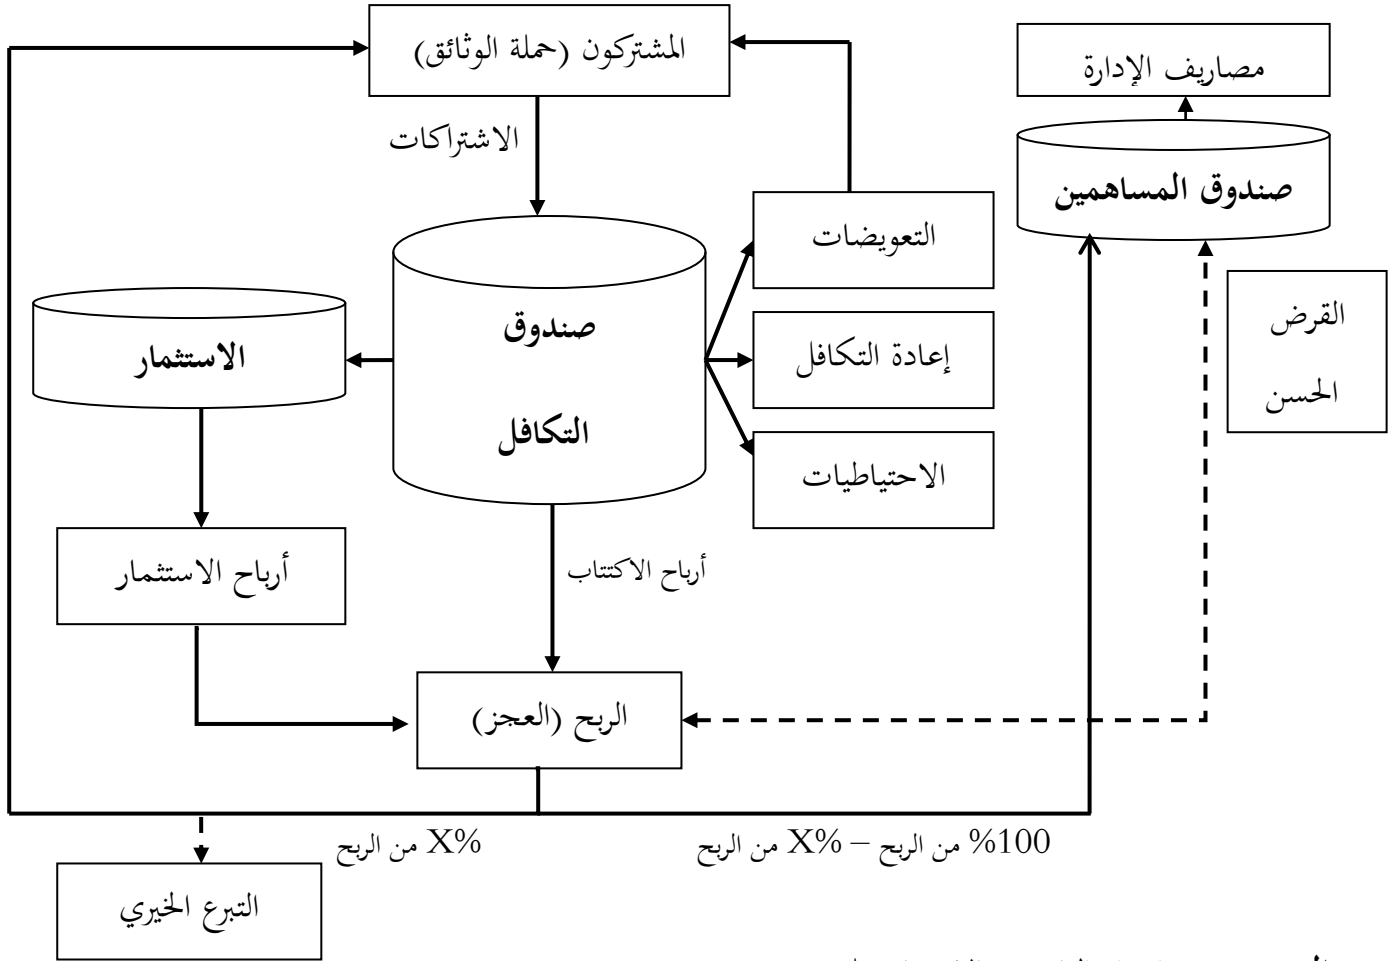 المشتركون (حملة الوثائق)
مصاريف الإدارة
الاشتراكات
صندوق المساهمين
التعويضات
صندوق
التكافل
الاستثمار
إعادة التكافل
القرض
الحسن
الاحتياطيات
أرباح الاستثمار
أرباح الاكتتاب
الربح (العجز)
%100 من الربح – %X من الربح
%X من الربح
التبرع الخيري